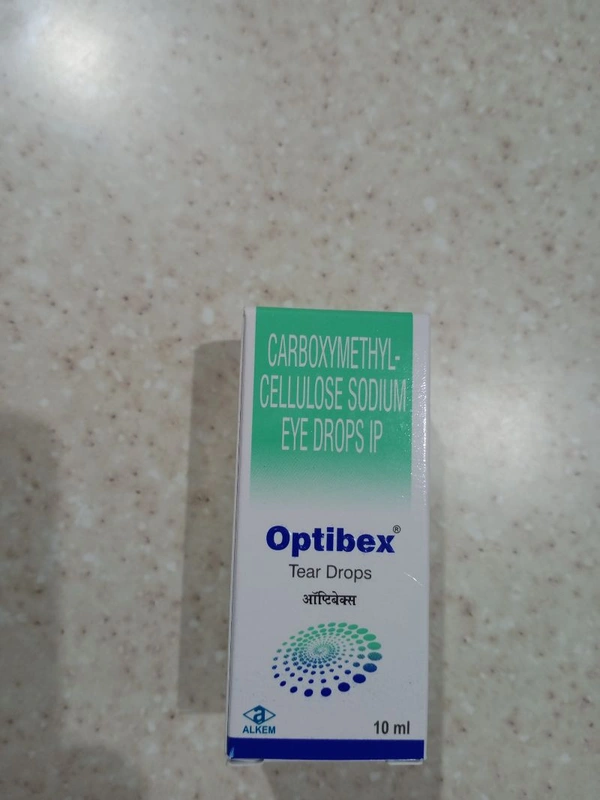 CARBOXYMETHYL-
CELLULOSE SODIUM
EYE DROPS IP
Optibex®
Tear Drops
ऑप्टिबेक्स
a
ALKEM
10 ml